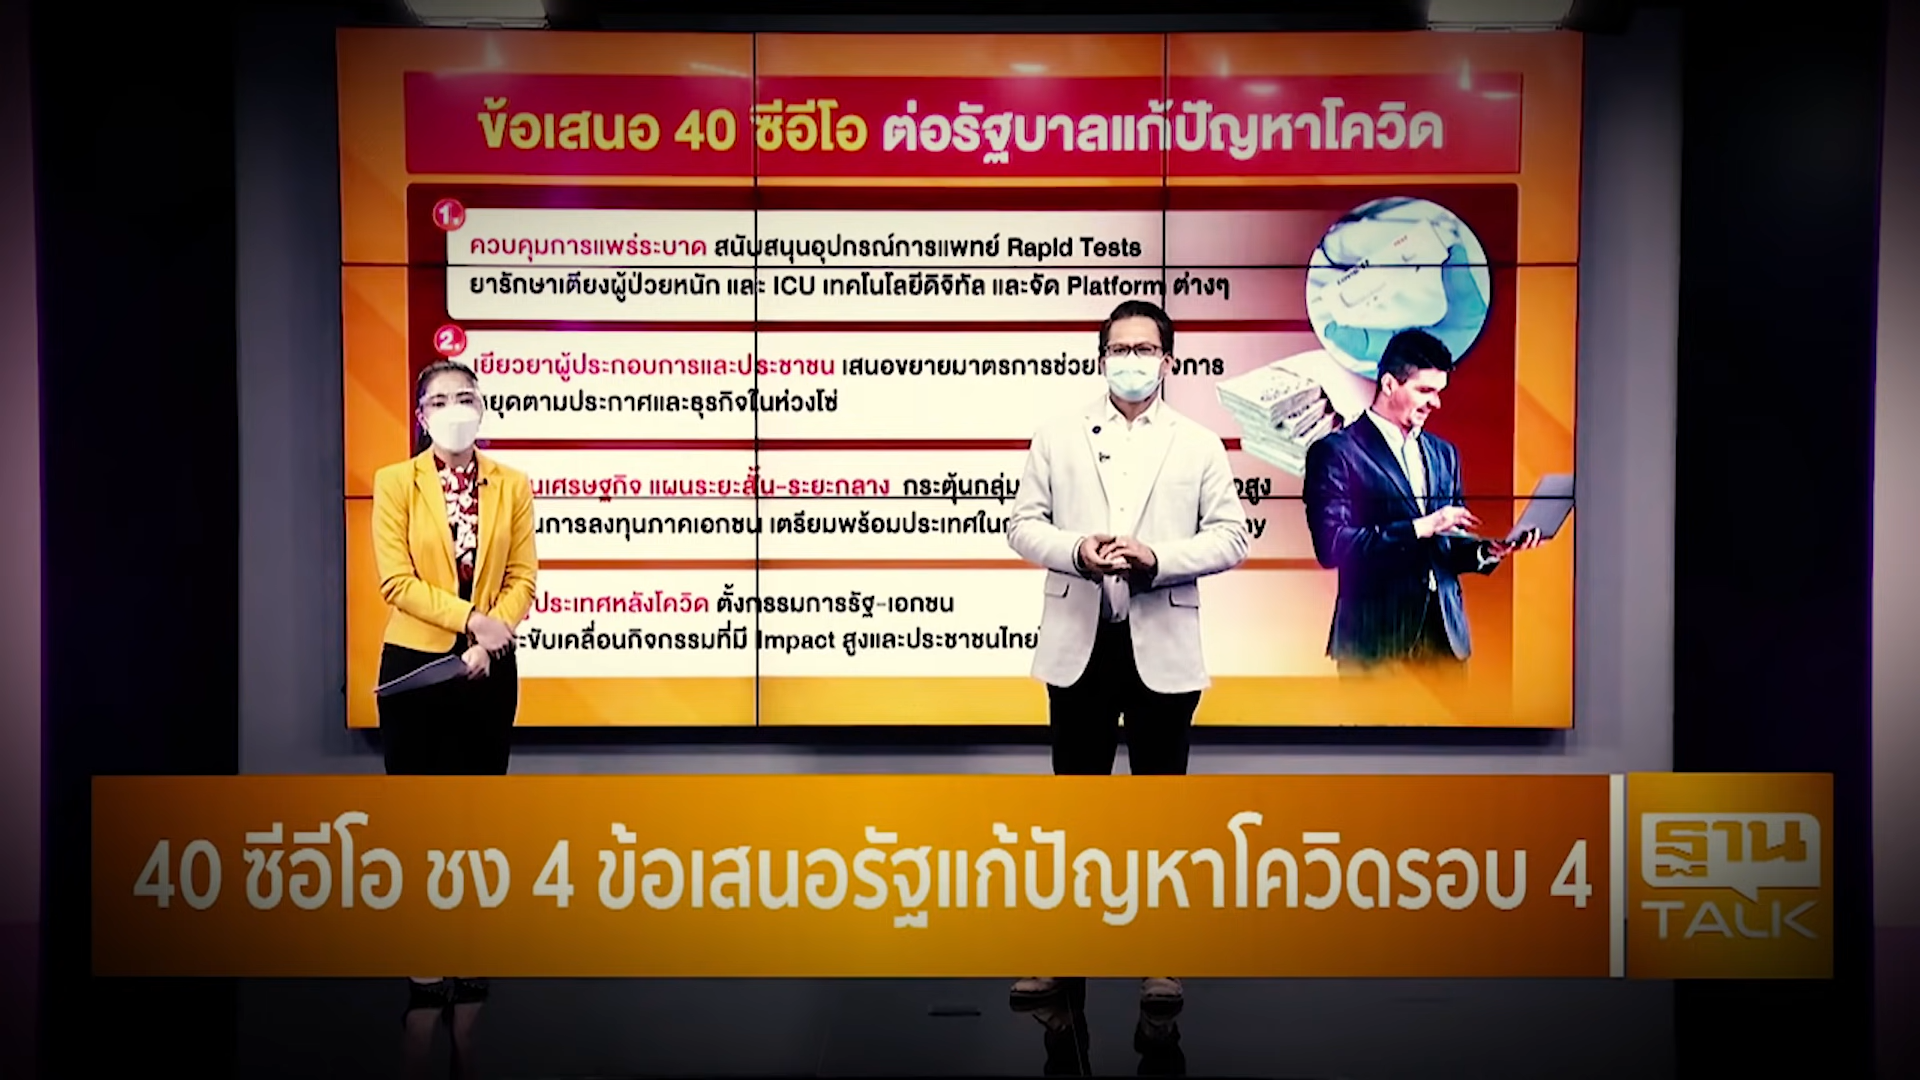 ข้อเสนอ 40 ซีอีโอ ต่อรัฐบาลแก้ปัญหาโควิด
1.
ควบคุมการแพร่ระบาด สนับสนุนอุปกรณ์การแพทย์ Rapid Tests
ยารักษาเตียงผู้ป่วยหนัก และ ICU เทคโนโลยีดิจิทัล และจัด Platform ต่างๆ
2.
เยียวยาผู้ประกอบการและประชาชน เสนอขยายมาตรการช่วย
หยุดตามประกาศและธุรกิจในห่วงโซ่
แผนระยะสั้น-ระยะกลาง กระตุ้นกลุ่ม
การลงทุนภาคเอกชน เตรียมพร้อมประเทศ
ประเทศหลังโควิด ตั้งกรรมการรัฐ-เอกชน
ขับเคลื่อนกิจกรรมที่มี Impact สูงและประชาชนไทย
40 ซีอีโอ ชง 4 ข้อเสนอรัฐแก้ปัญหาโควิดรอบ 4
ฐาน
TALK